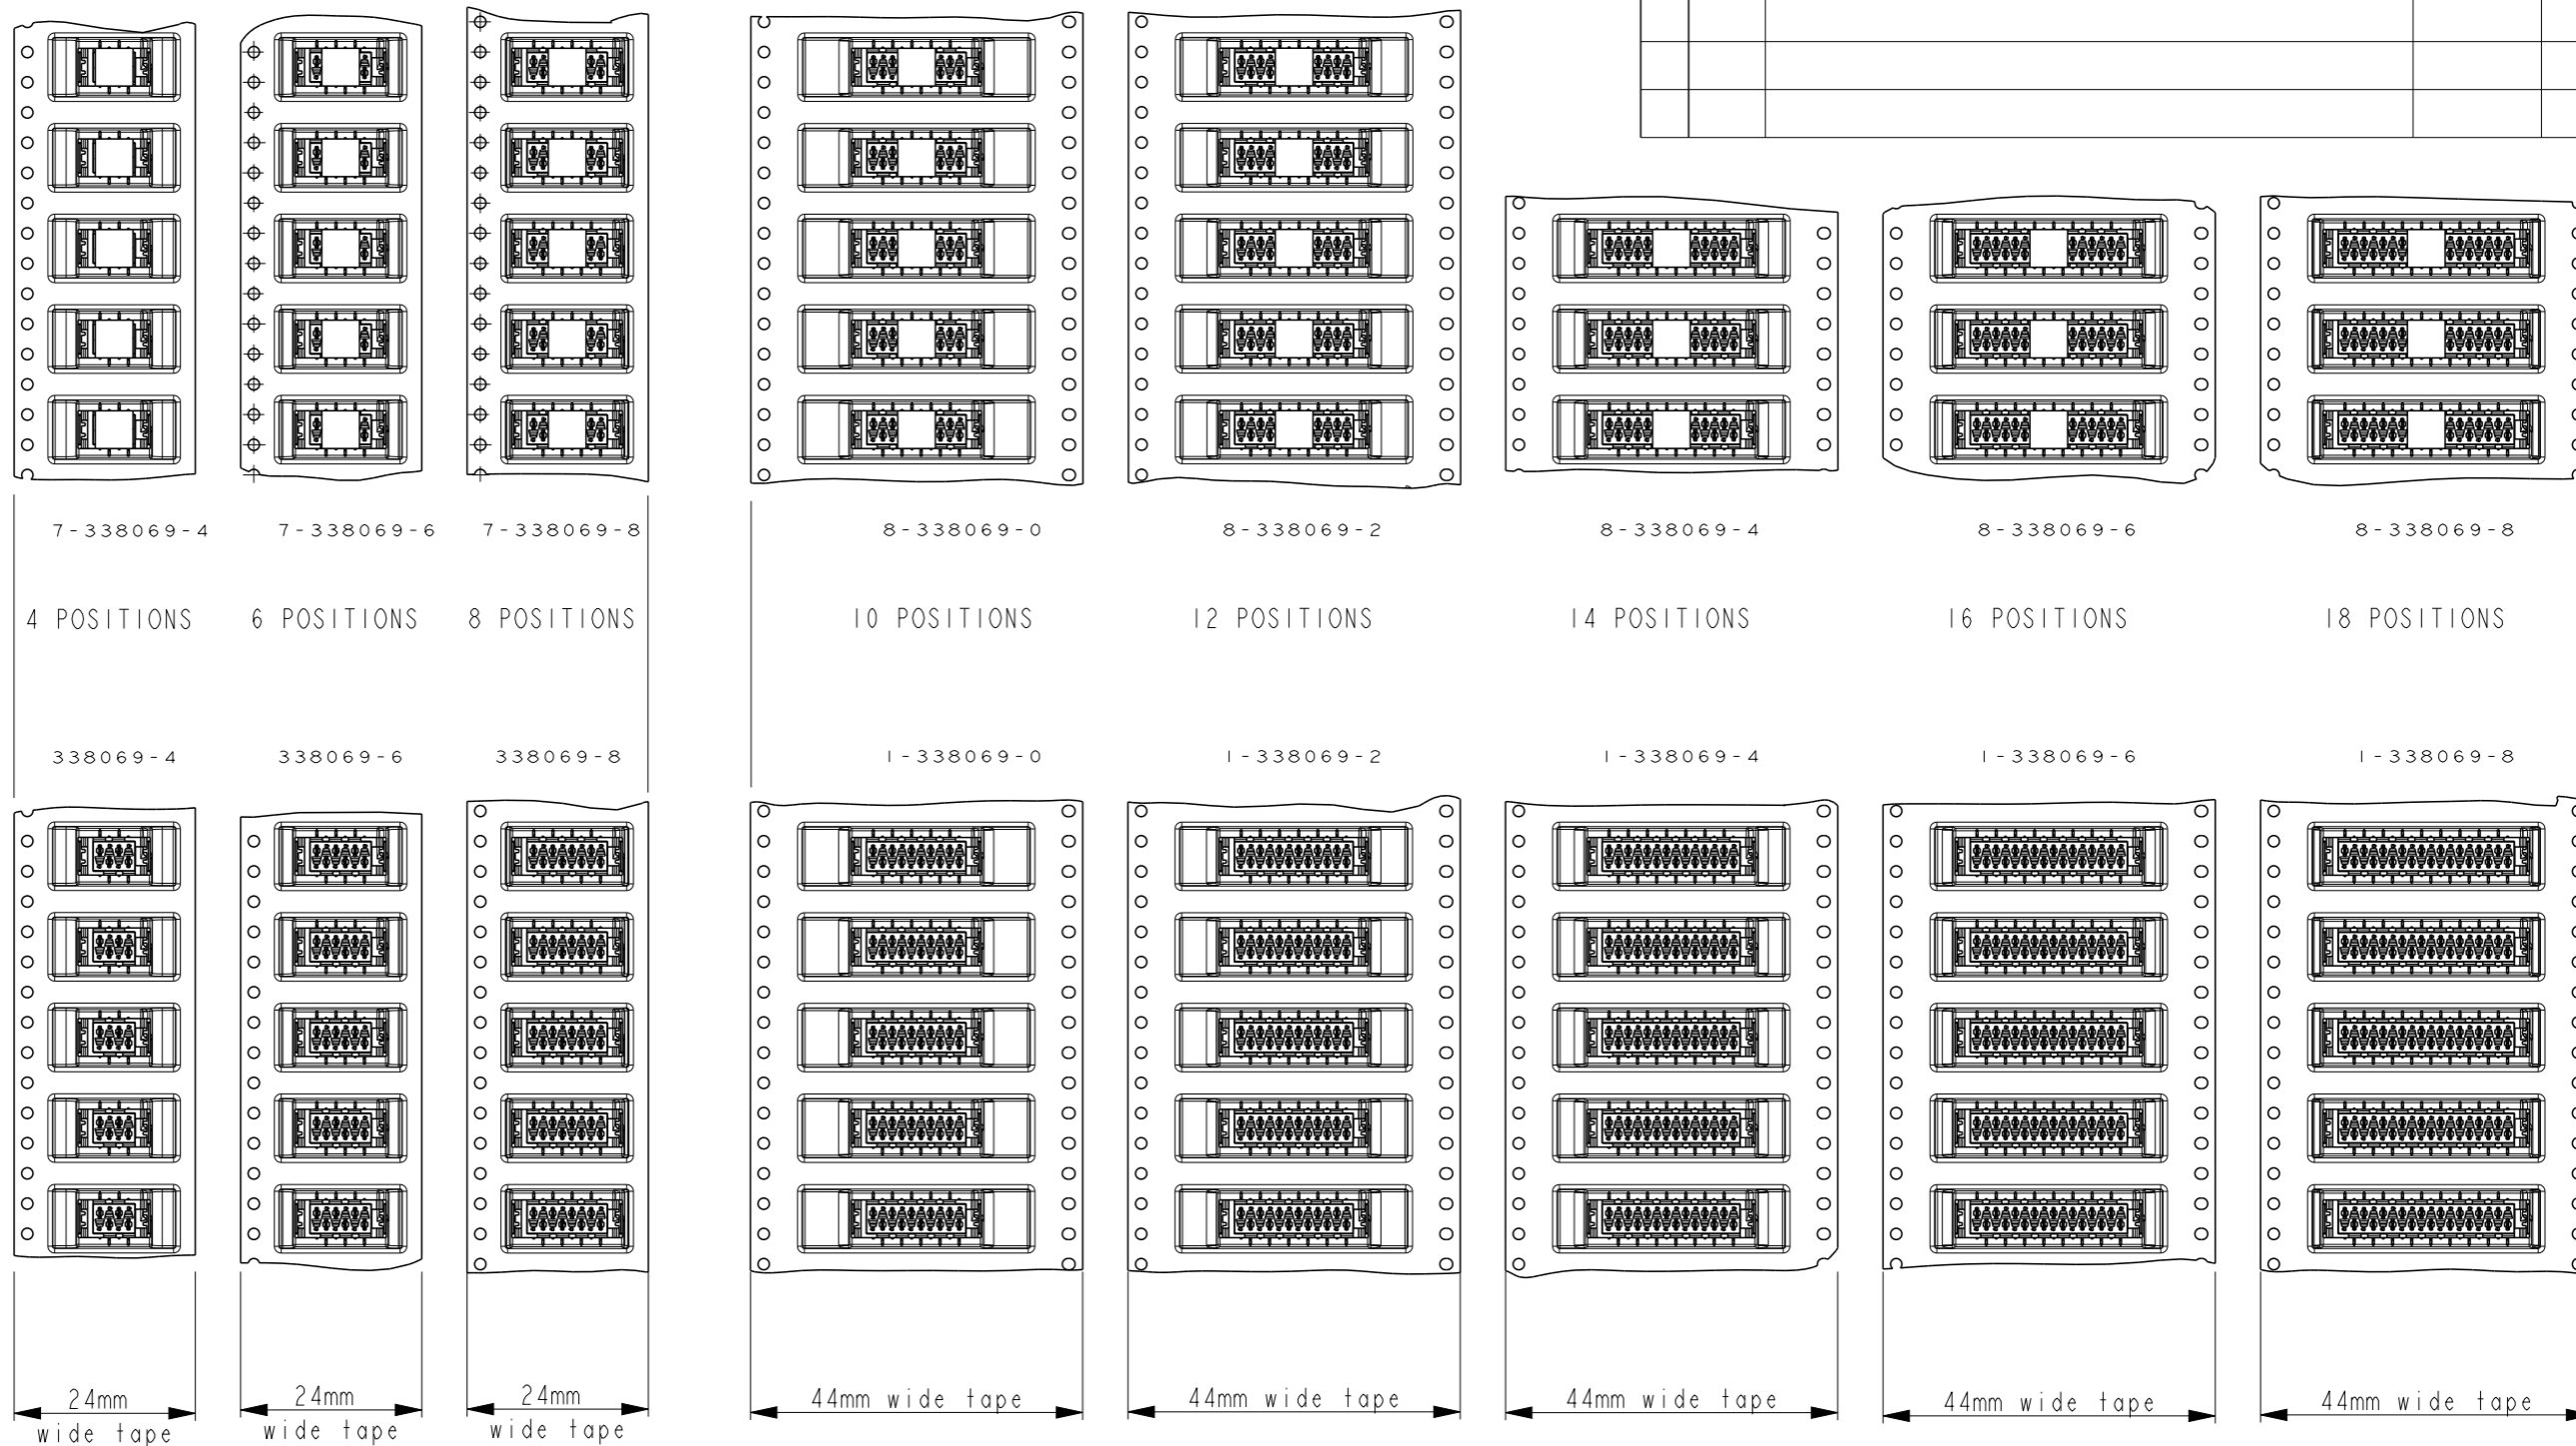 7-338069-4 7-338069-6 7-338069-8 8-338069-0 8-338069-2 8-338069-4 8-338069-6 8-338069-8
4 POSITIONS 6 POSITIONS 8 POSITIONS 10 POSITIONS 12 POSITIONS 14 POSITIONS 16 POSITIONS 18 POSITIONS
338069-4 338069-6 338069-8 1-338069-0 1-338069-2 1-338069-4 1-338069-6 1-338069-8
24mm 24mm 24mm 44mm wide tape 44mm wide tape 44mm wide tape 44mm wide tape 44mm wide tape
wide tape wide tape wide tape